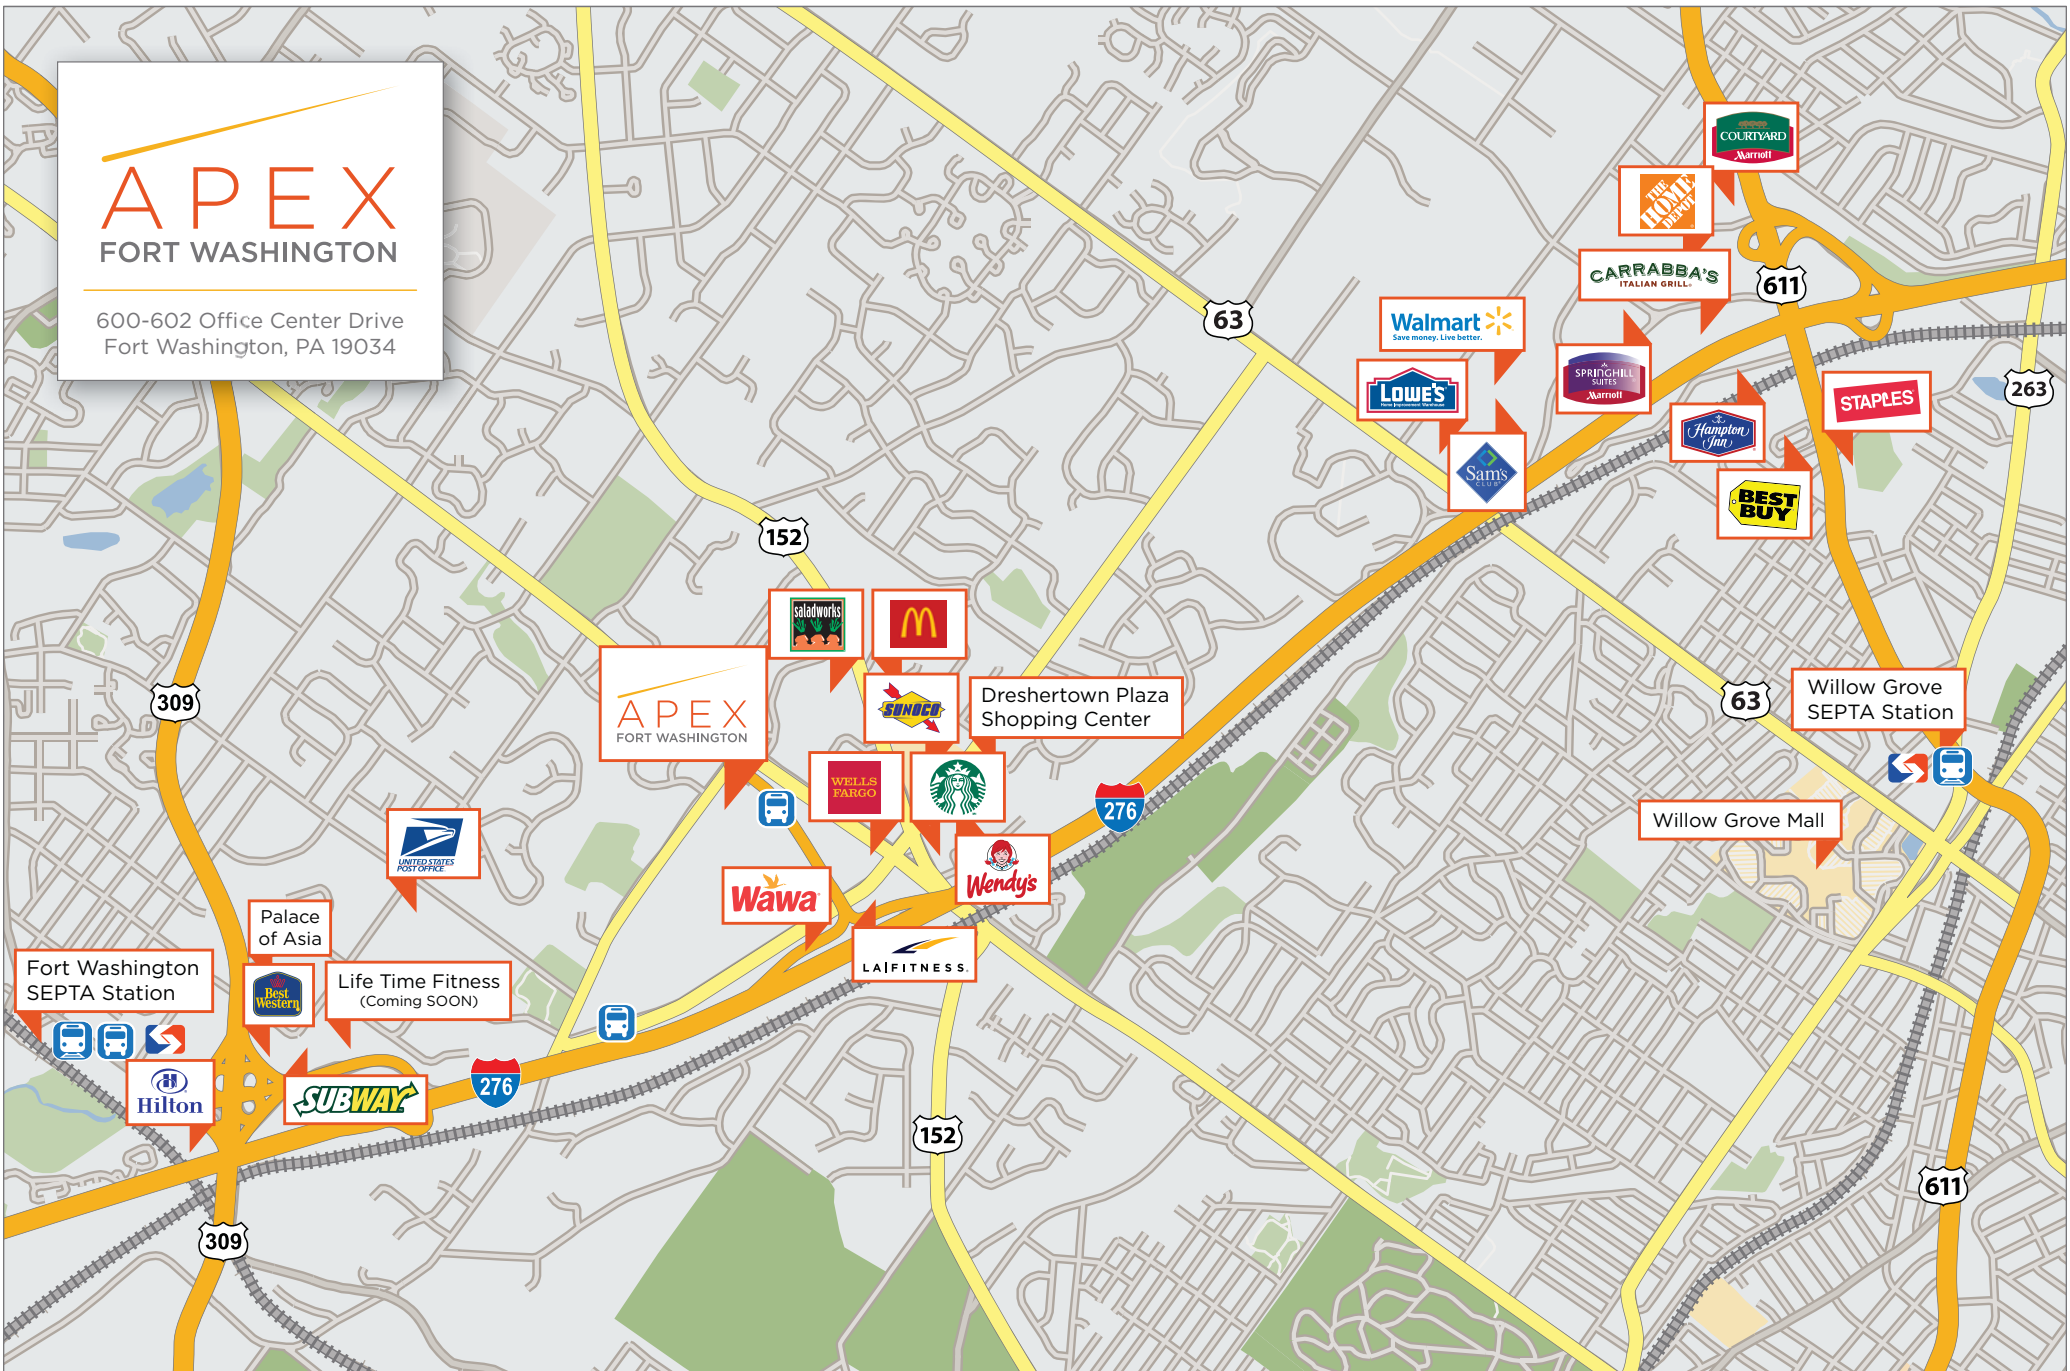 APEX
FORT WASHINGTON
600-602 Office Center Drive
Fort Washington, PA 19034
COURTYARD
Marriott
THE
HOME
DEPOT
CARRABBA'S
ITALIAN GRILL
611
63
Walmart
Save money. Live better.
LOWE'S
Home Improvement Warehouse
SPRINGHILL
SUITES
Marriott
263
STAPLES
Hampton
Inn
Sam's
CLUB
BEST
BUY
152
saladworks
APEX
FORT WASHINGTON
SUNOCO
Dreshertown Plaza
Shopping Center
309
63
Willow Grove
SEPTA Station
WELLS
FARGO
276
Willow Grove Mall
UNITED STATES
POST OFFICE
Wendy's
Wawa
Palace
of Asia
LA FITNESS
Fort Washington
SEPTA Station
Best
Western
Life Time Fitness
(Coming SOON)
Hilton
SUBWAY
276
152
611
309